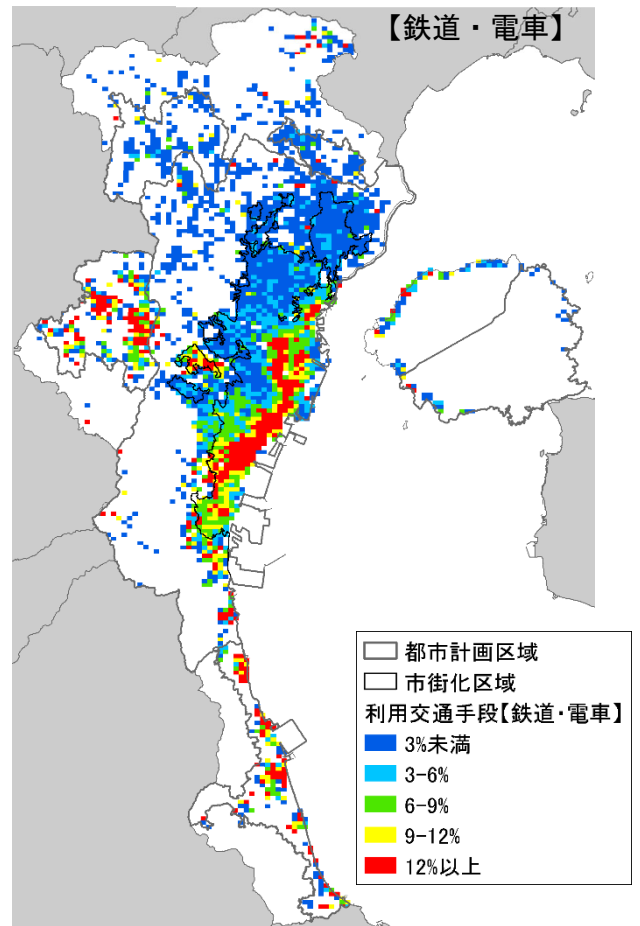 【鉄道・電車】
都市計画区域
市街化区域
利用交通手段【鉄道・電車】
3%未満
3-6%
6-9%
9-12%
12%以上